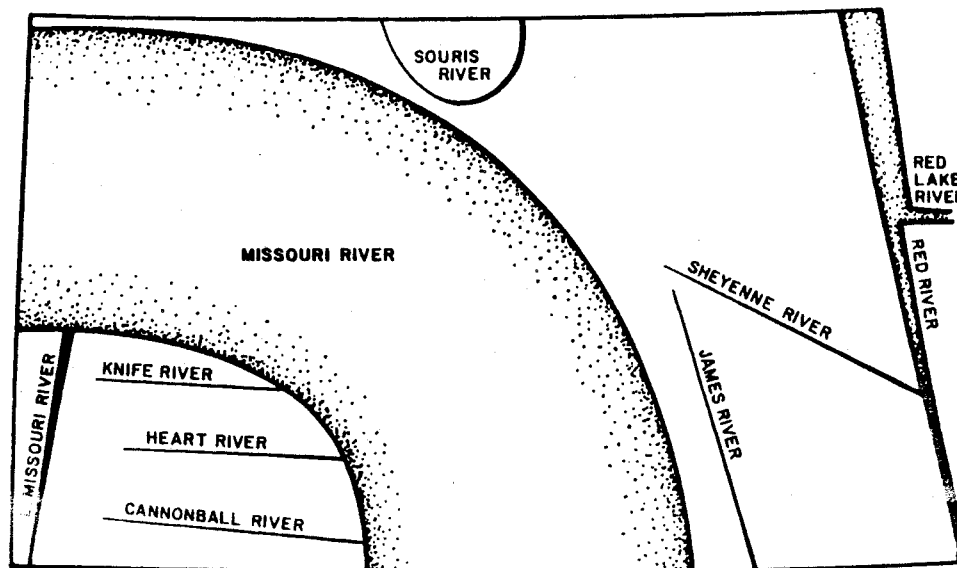 SOURIS
RIVER
RED
LAKE
RIVER
RED RIVER
MISSOURI RIVER
SHEYENNE RIVER
JAMES RIVER
L. MISSOURI RIVER
KNIFE RIVER
HEART RIVER
CANNONBALL RIVER